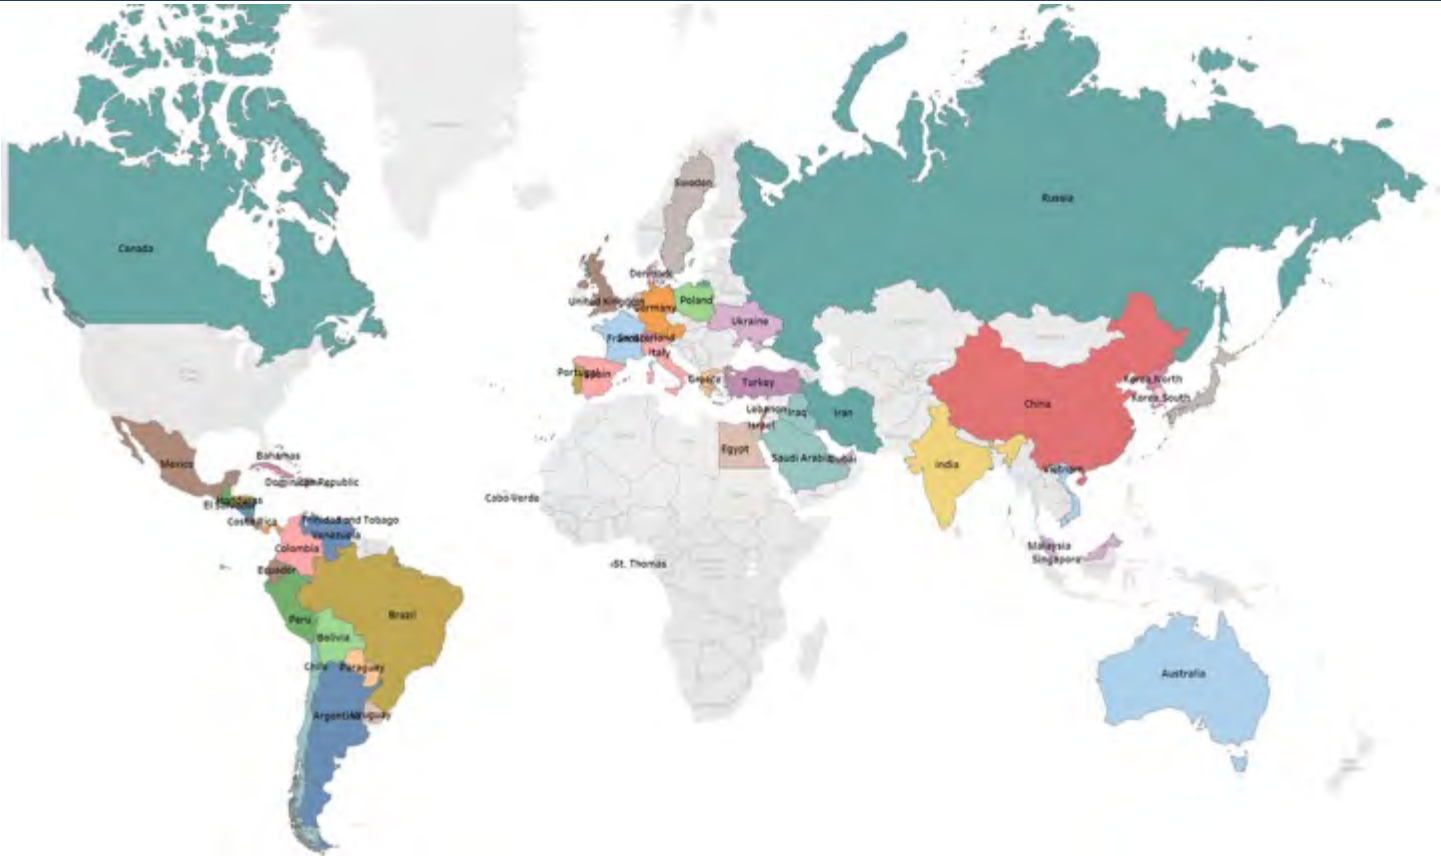 Canada
Russia
Sweden
Denmark
United Kingdom
Germany
Poland
Ukraine
Italy
Portugal
Spain
Greece
Turkey
Korea, North
Korea, South
China
Lebanon
Iraq
Iran
Israel
Egypt
Saudi Arabia
Dubai
India
Vietnam
Mexico
Bahamas
Dominican Republic
Honduras
El Salvador
Costa Rica
Trinidad and Tobago
Venezuela
Colombia
Ecuador
Cabo Verde
St. Thomas
Malaysia
Singapore
Peru
Brazil
Bolivia
Chile
Paraguay
Argentina
Uruguay
Australia